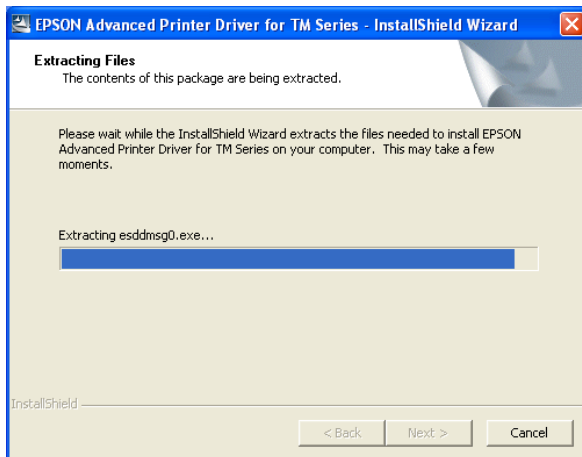 EPSON Advanced Printer Driver for TM Series - InstallShield Wizard
Extracting Files
The contents of this package are being extracted.
Please wait while the InstallShield Wizard extracts the files needed to install EPSON
Advanced Printer Driver for TM Series on your computer.  This may take a few
moments.
Extracting esddmsg0.exe...
InstallShield
< Back
Next >
Cancel